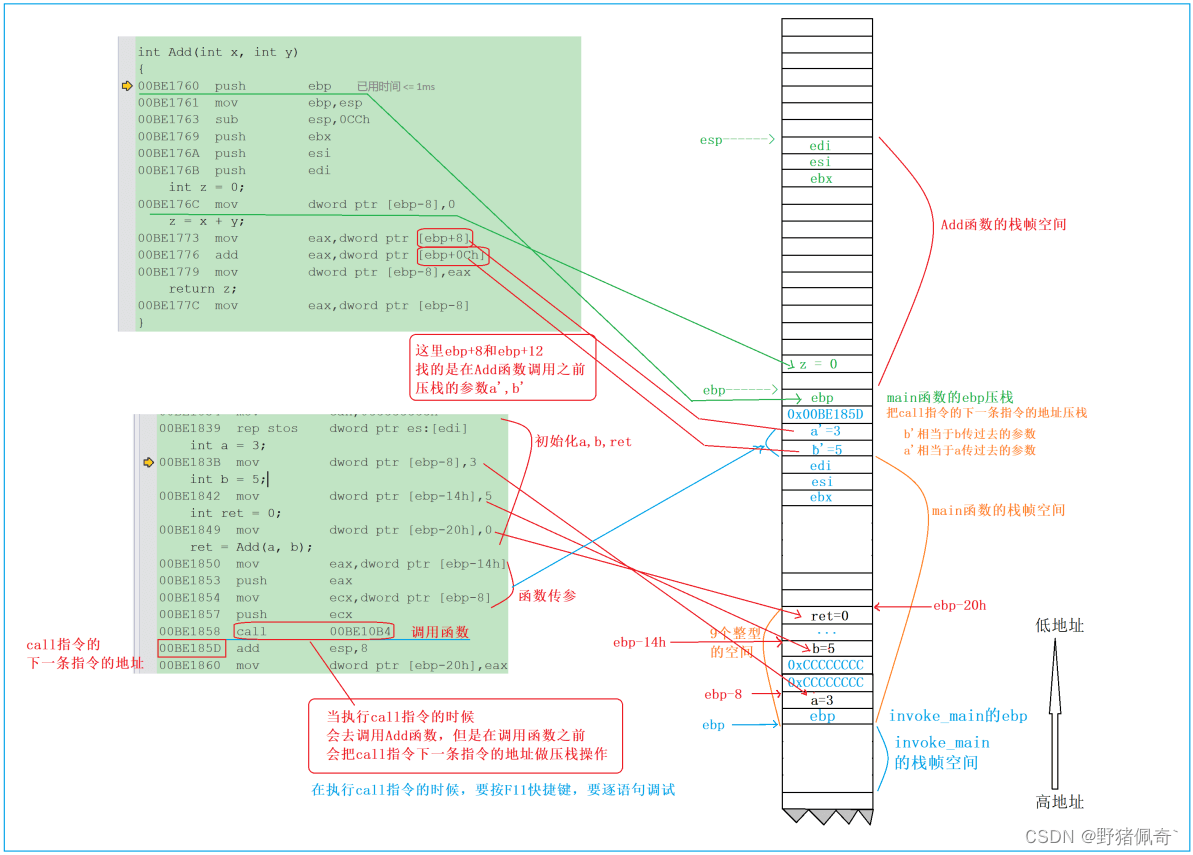 int Add(int x, int y)
{
00BE1760 push ebp 已用时间 <= 1ms
00BE1761 mov ebp,esp
00BE1763 sub esp,0CCh
00BE1769 push ebx
00BE176A push esi
00BE176B push edi
int z = 0;
00BE176C mov dword ptr [ebp-8],0
z = x + y;
00BE1773 mov eax,dword ptr [ebp+8]
00BE1776 add eax,dword ptr [ebp+0Ch]
00BE1779 mov dword ptr [ebp-8],eax
return z;
00BE177C mov eax,dword ptr [ebp-8]
}
这里ebp+8和ebp+12
找的是在Add函数调用之前
压栈的参数a',b'
00BE1839 rep stos dword ptr es:[edi]
int a = 3;
00BE183B mov dword ptr [ebp-8],3
int b = 5;
00BE1842 mov dword ptr [ebp-14h],5
int ret = 0;
00BE1849 mov dword ptr [ebp-20h],0
ret = Add(a, b);
00BE1850 mov eax,dword ptr [ebp-14h]
00BE1853 push eax
00BE1854 mov ecx,dword ptr [ebp-8]
00BE1857 push ecx
00BE1858 call 00BE10B4 调用函数
00BE185D add esp,8
00BE1860 mov dword ptr [ebp-20h],eax
初始化a,b,ret
函数传参
call指令的
下一条指令的地址
当执行call指令的时候
会去调用Add函数，但是在调用函数之前
会把call指令下一条指令的地址做压栈操作
在执行call指令的时候，要按F11快捷键，要逐语句调试
esp
edi
esi
ebx
Add函数的栈帧空间
z = 0
ebp
ebp
main函数的ebp压栈
0x00BE185D
把call指令的下一条指令的地址压栈
a'=3
b'相当于b传过去的参数
b'=5
a'相当于a传过去的参数
edi
esi
ebx
main函数的栈帧空间
ret=0
ebp-20h
...
9个整型
的空间
ebp-14h
b=5
0xCCCCCCCC
0xCCCCCCCC
ebp-8
a=3
ebp
ebp
invoke_main的ebp
invoke_main
的栈帧空间
低地址
高地址
CSDN @野猪佩奇`